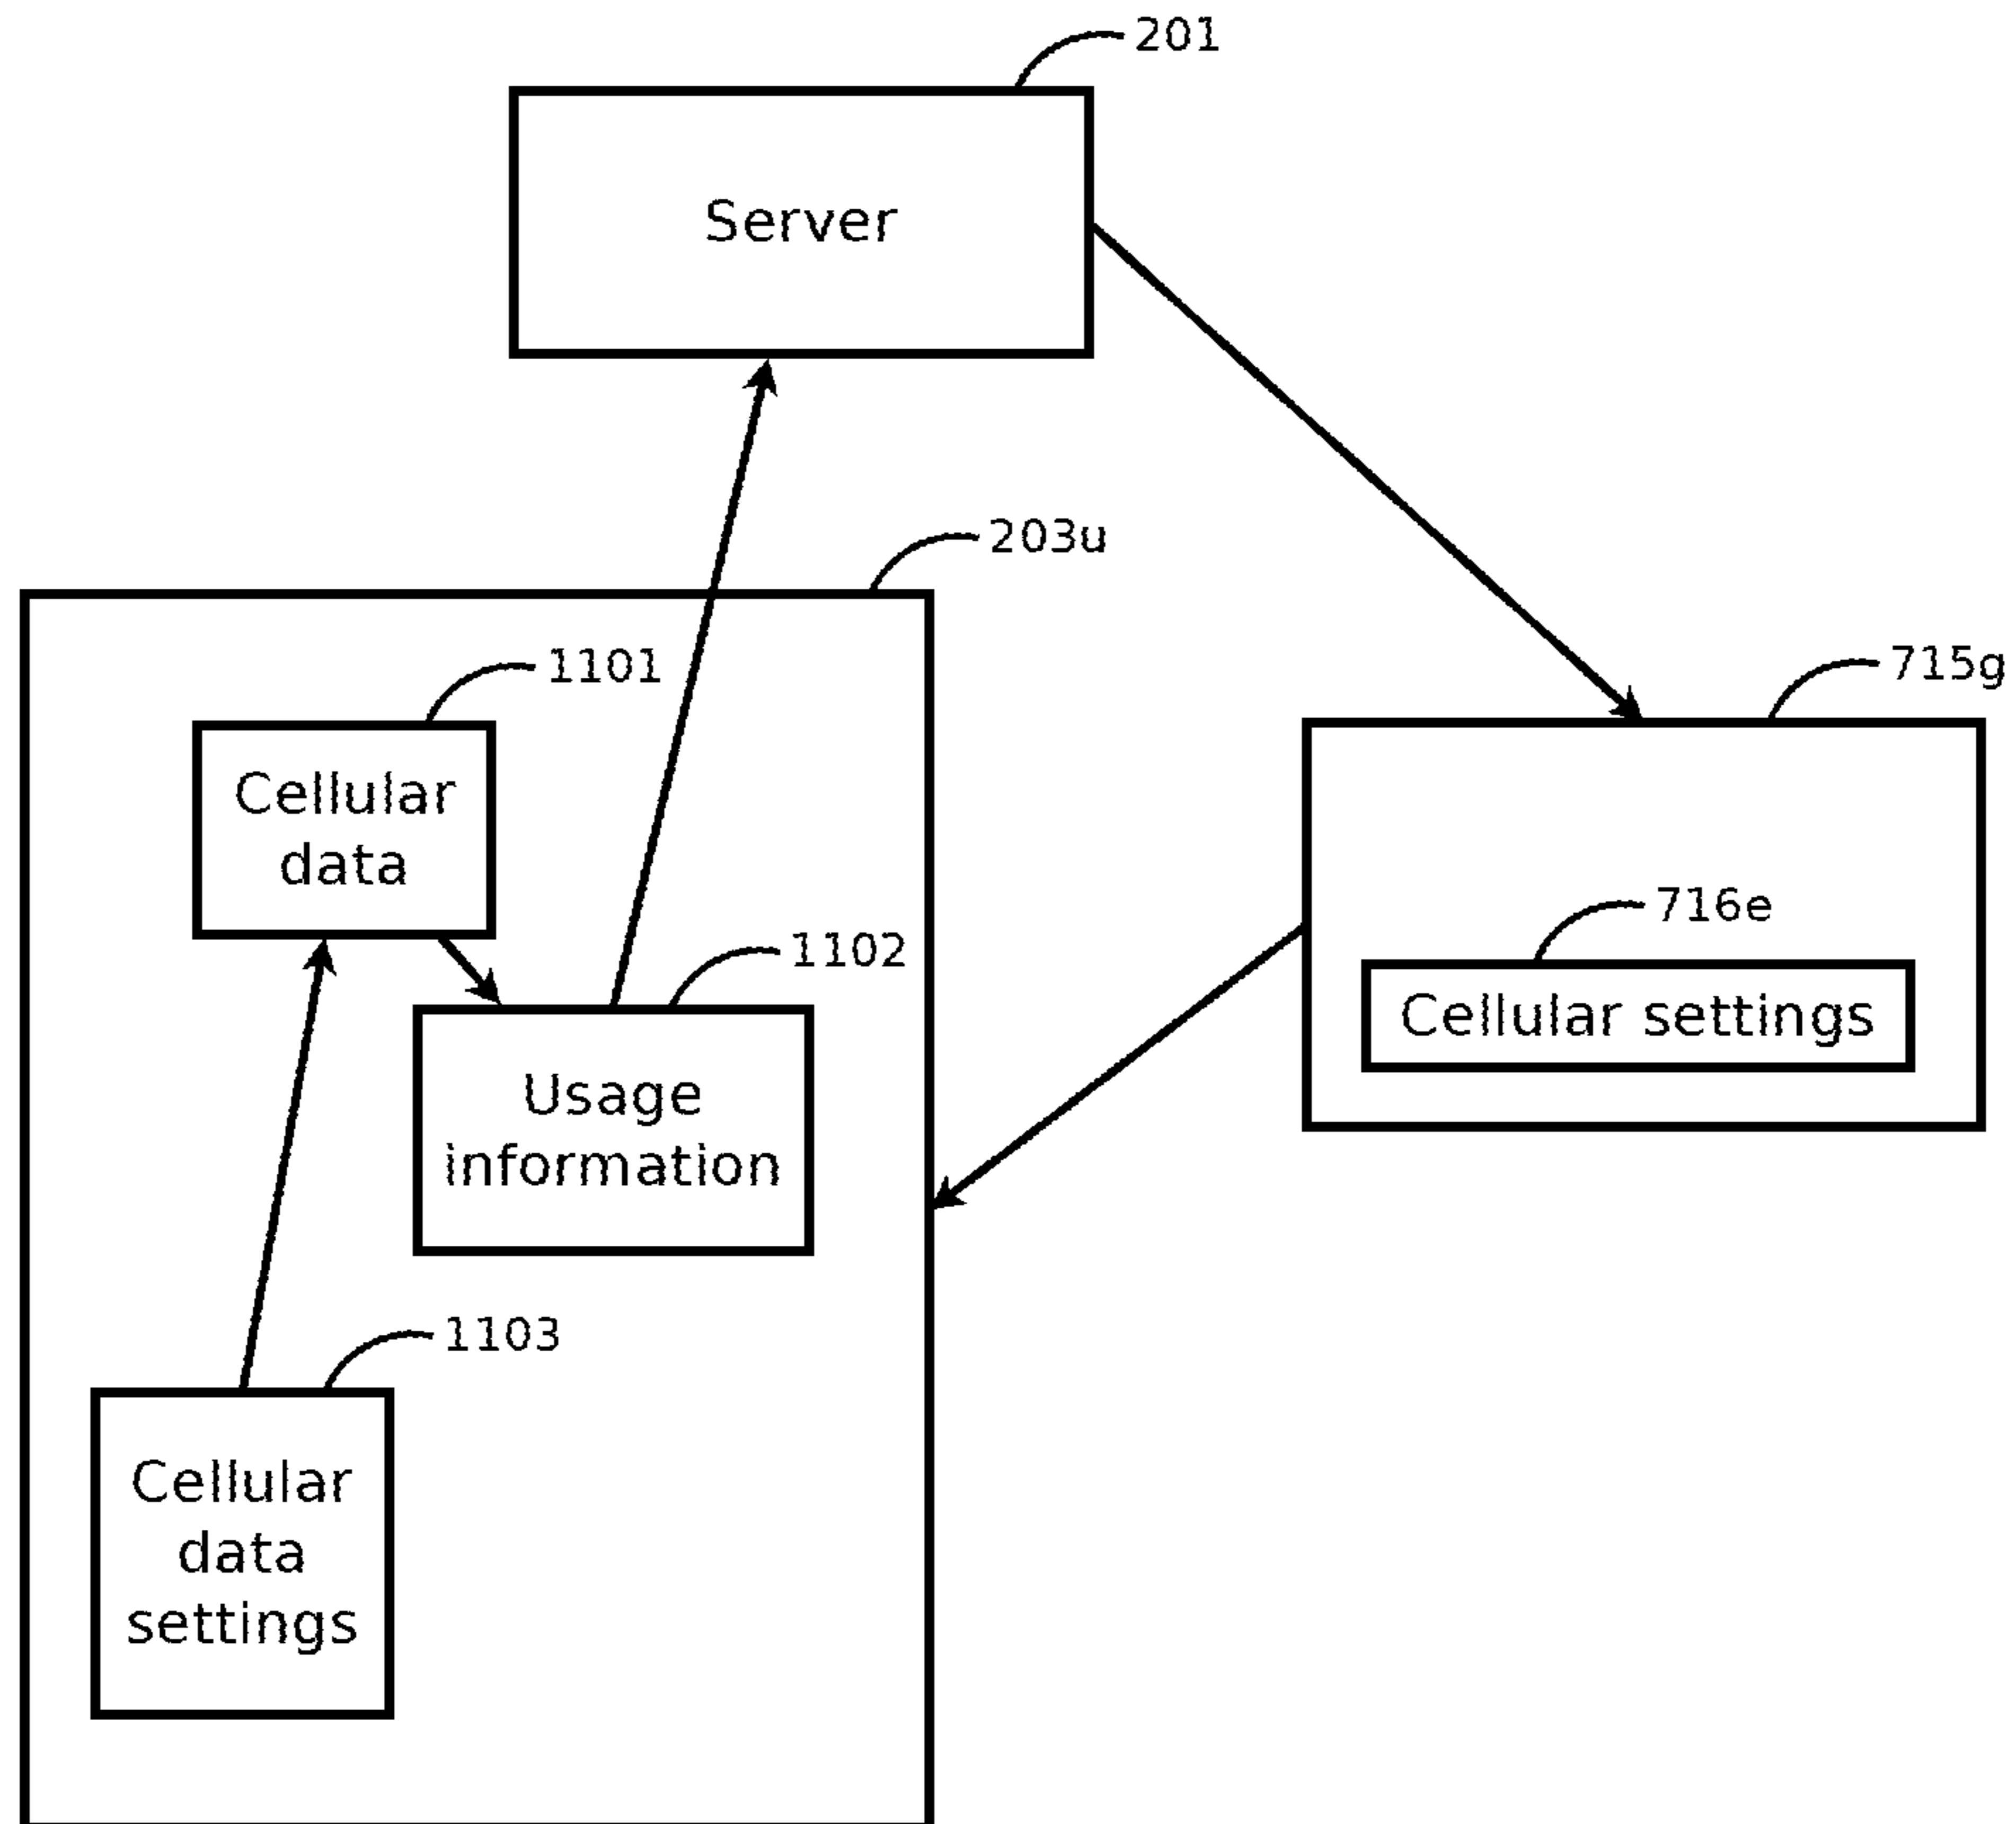 201
Server
203u
1101
Cellular
data
715g
716e
Cellular settings
1102
Usage
information
1103
Cellular
data
settings